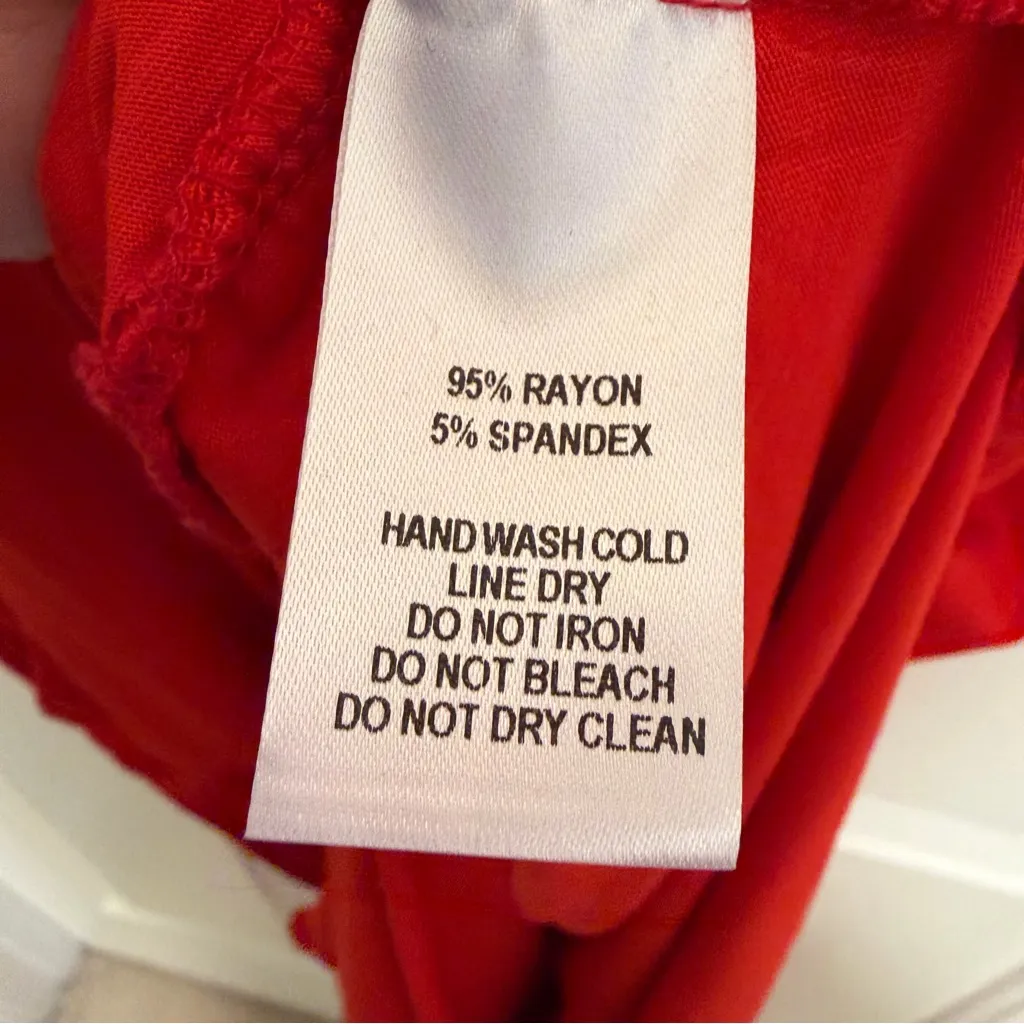 95% RAYON
5% SPANDEX
HAND WASH COLD
LINE DRY
DO NOT IRON
DO NOT BLEACH
DO NOT DRY CLEAN